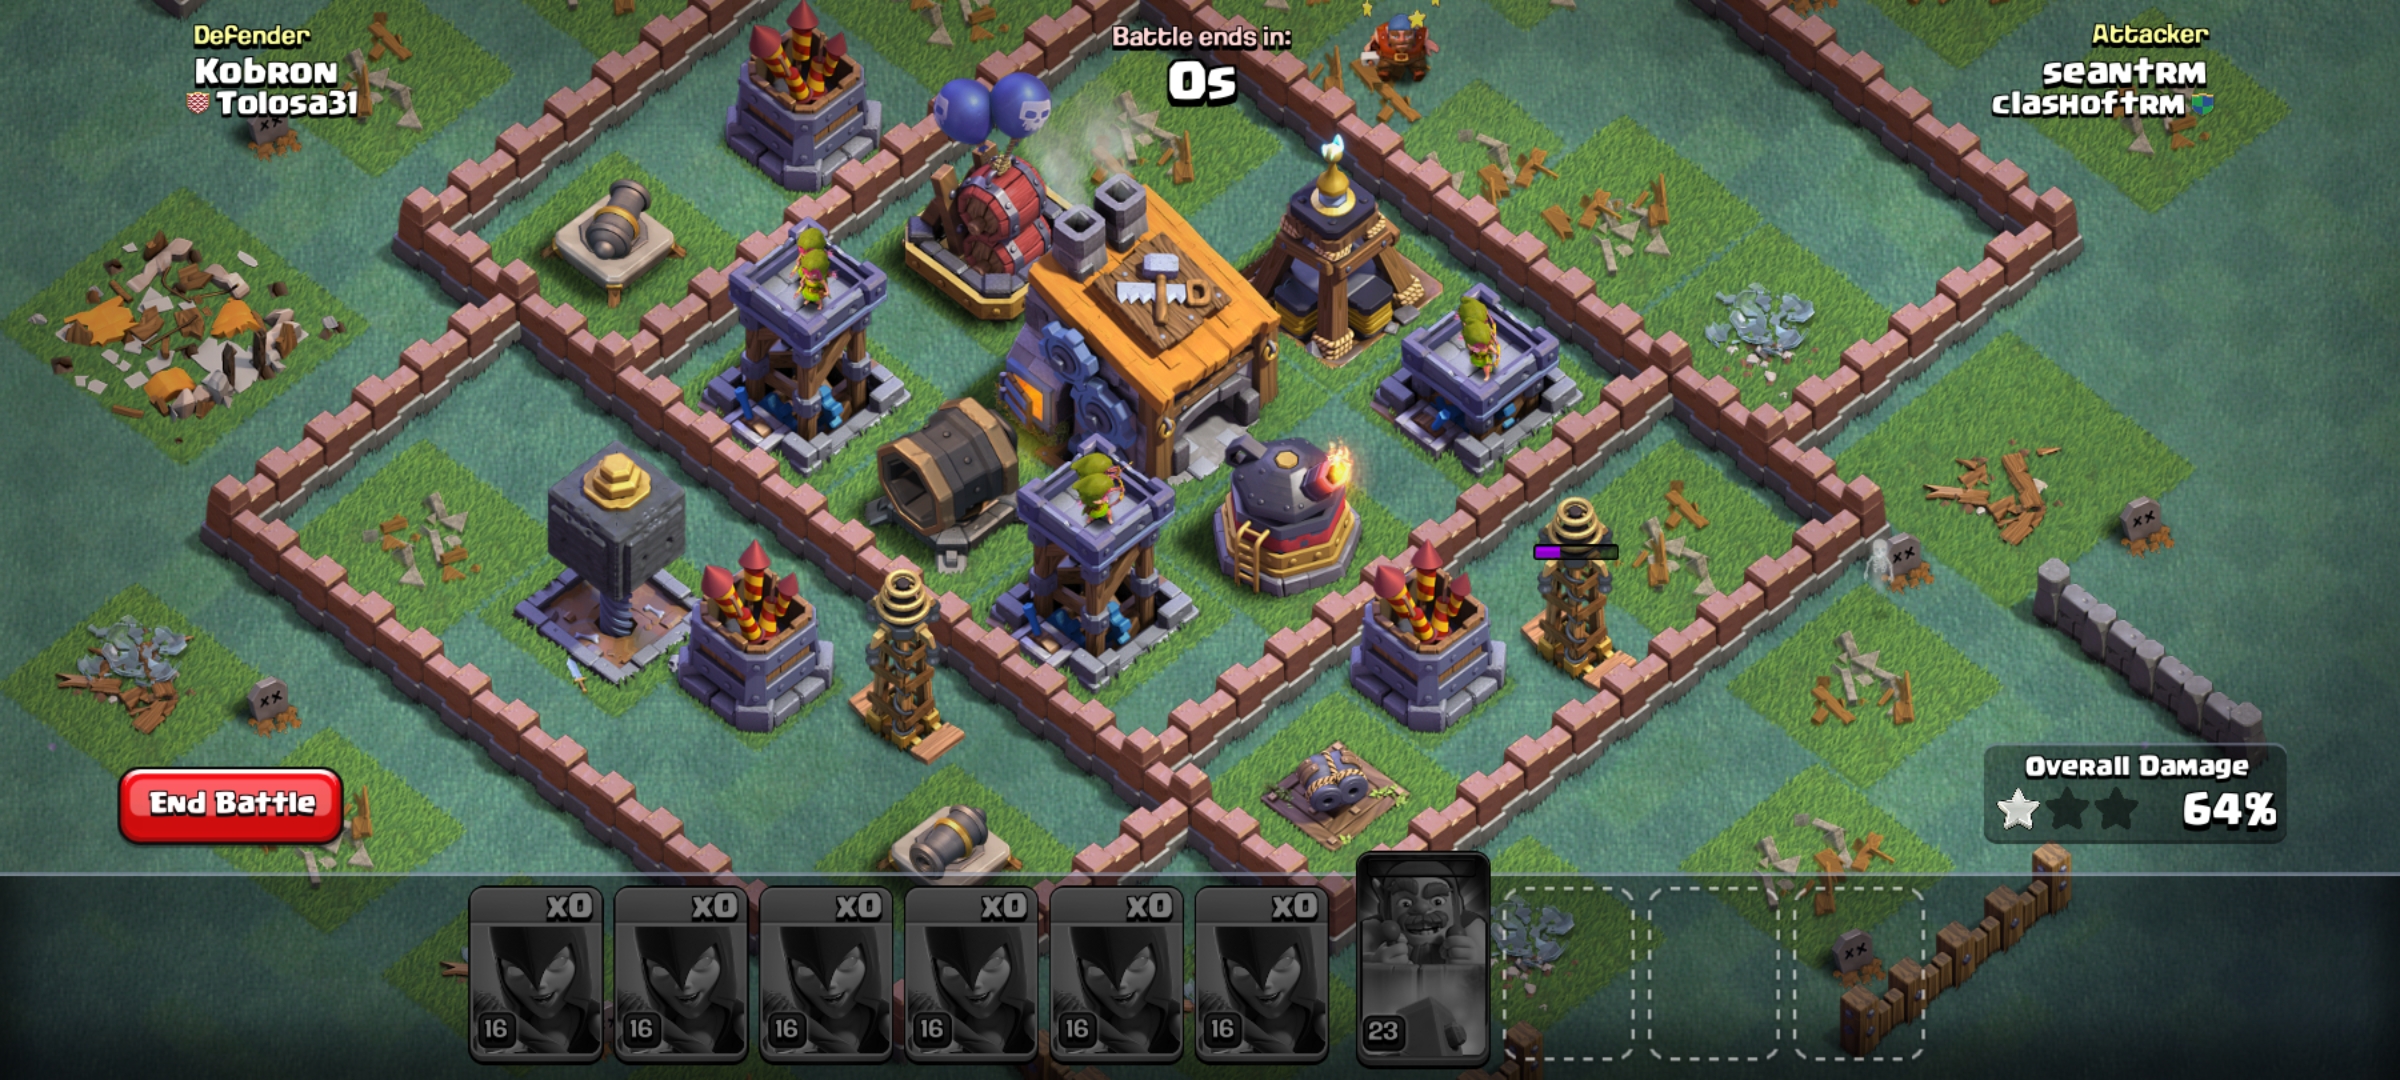 Defender
KobRON
Tolosa31
Battle ends in:
0s
Attacker
seantRM
clashoftRM
End Battle
Overall Damage
64%
x0
x0
x0
x0
x0
x0
16
16
16
16
16
16
23